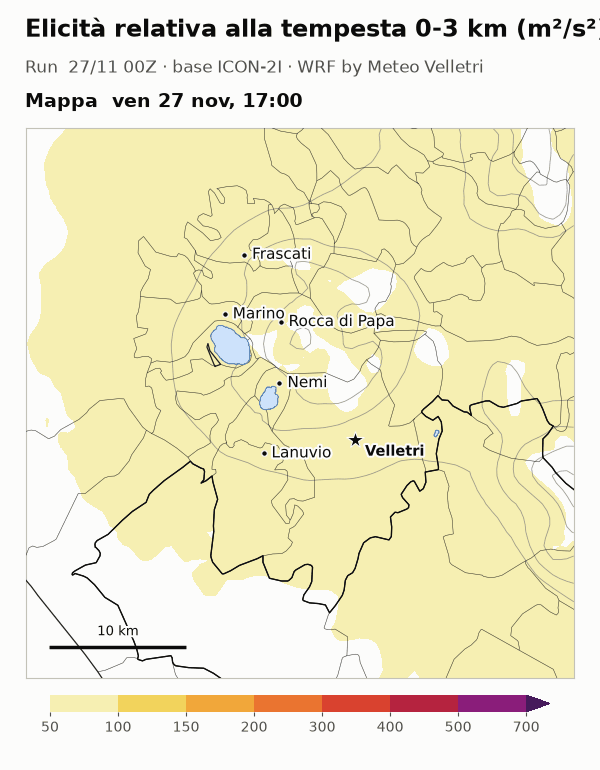 Elicità relativa alla tempesta 0-3 km (m²/s²)
Run  27/11 00Z · base ICON-2I · WRF by Meteo Velletri
Mappa  ven 27 nov, 17:00
Frascati
Marino
Rocca di Papa
Nemi
Velletri
Lanuvio
10 km
50 100 150 200 300 400 500 700